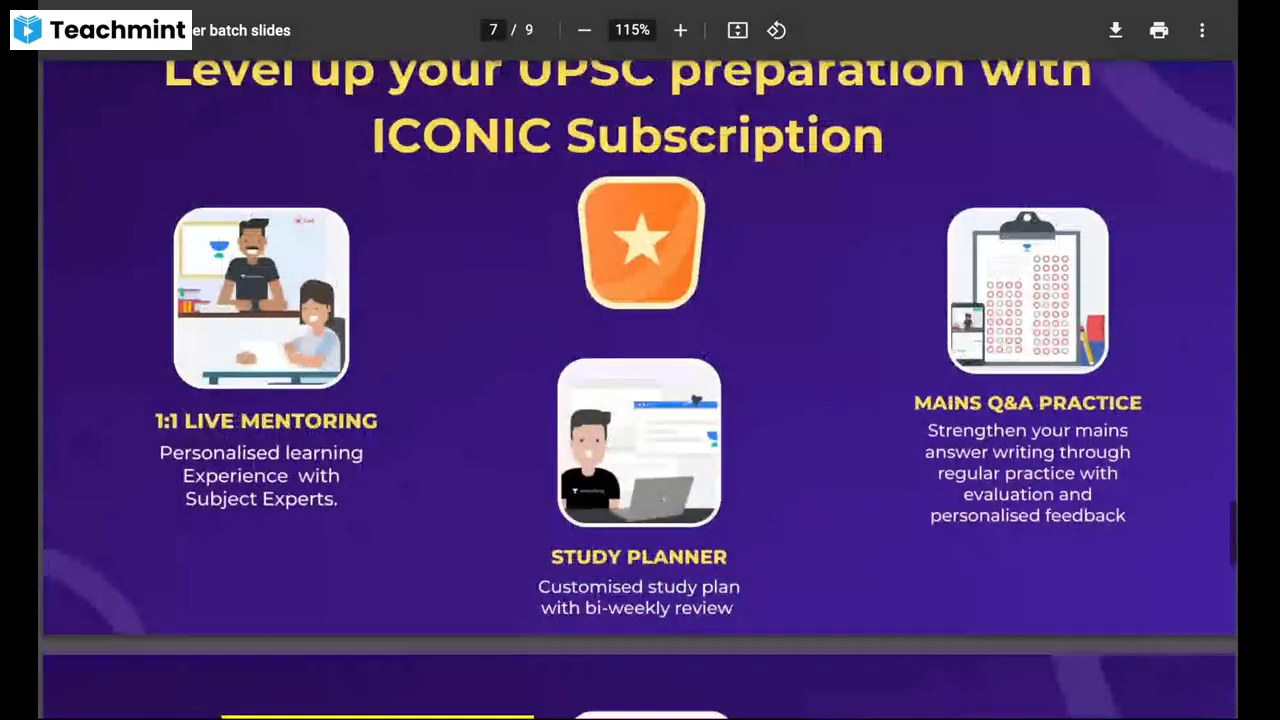 Teachmint
er batch slides
7 / 9
115%
Level up your UPSC preparation with
ICONIC Subscription
1:1 LIVE MENTORING
Personalised learning
Experience with
Subject Experts.
STUDY PLANNER
Customised study plan
with bi-weekly review
MAINS Q&A PRACTICE
Strengthen your mains
answer writing through
regular practice with
evaluation and
personalised feedback